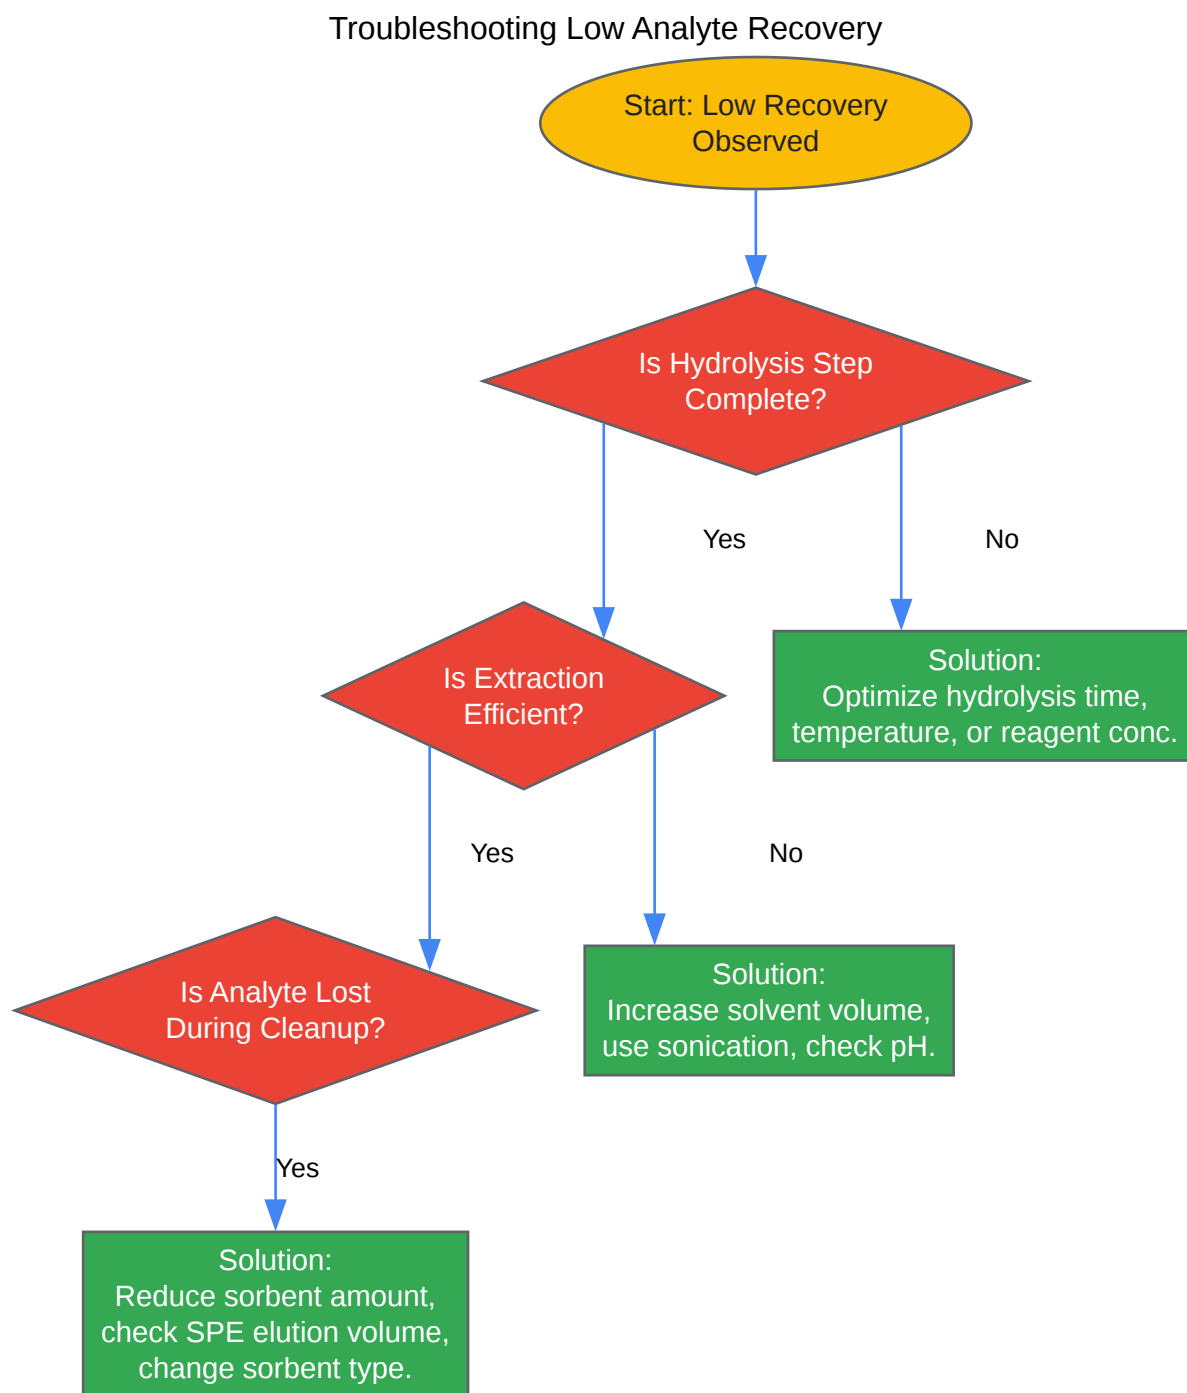 Troubleshooting Low Analyte Recovery
Start: Low Recovery
Observed
Is Hydrolysis Step
Complete?
Yes
No
Is Extraction
Efficient?
Solution:
Optimize hydrolysis time,
temperature, or reagent conc.
Yes
No
Is Analyte Lost
During Cleanup?
Solution:
Increase solvent volume,
use sonication, check pH.
Yes
Solution:
Reduce sorbent amount,
check SPE elution volume,
change sorbent type.